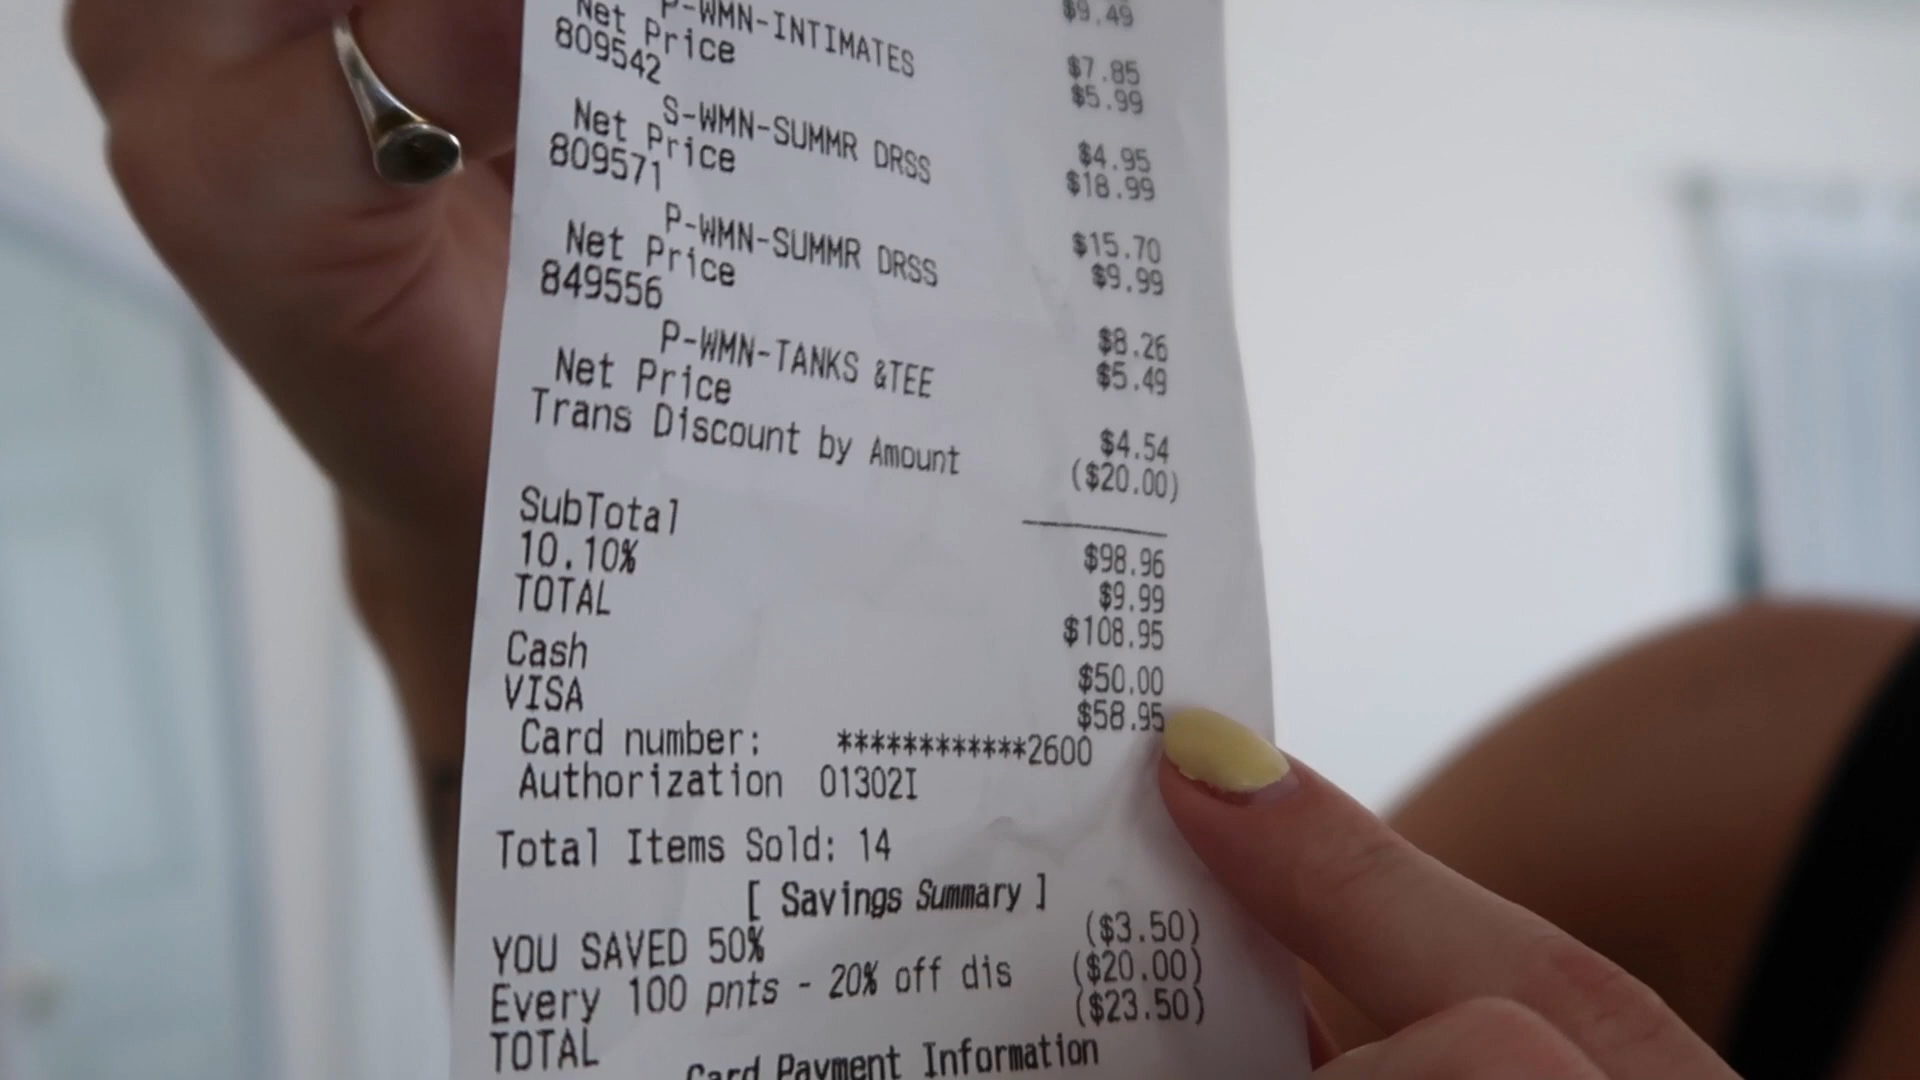 P-WMN-INTIMATES $9.49
Net Price $7.85
809542 $5.99
S-WMN-SUMMR DRSS
Net Price $4.95
809571 $18.99
P-WMN-SUMMR DRSS
Net Price $15.70
849556 $9.99
P-WMN-TANKS &TEE $8.26
Net Price $5.49
Trans Discount by Amount $4.54
($20.00)
SubTotal $98.96
10.10% $9.99
TOTAL $108.95
Cash $50.00
VISA $58.95
Card number: ************2600
Authorization 01302I
Total Items Sold: 14
[ Savings Summary ]
YOU SAVED 50% ($3.50)
Every 100 pnts - 20% off dis ($20.00)
TOTAL ($23.50)
Card Payment Information